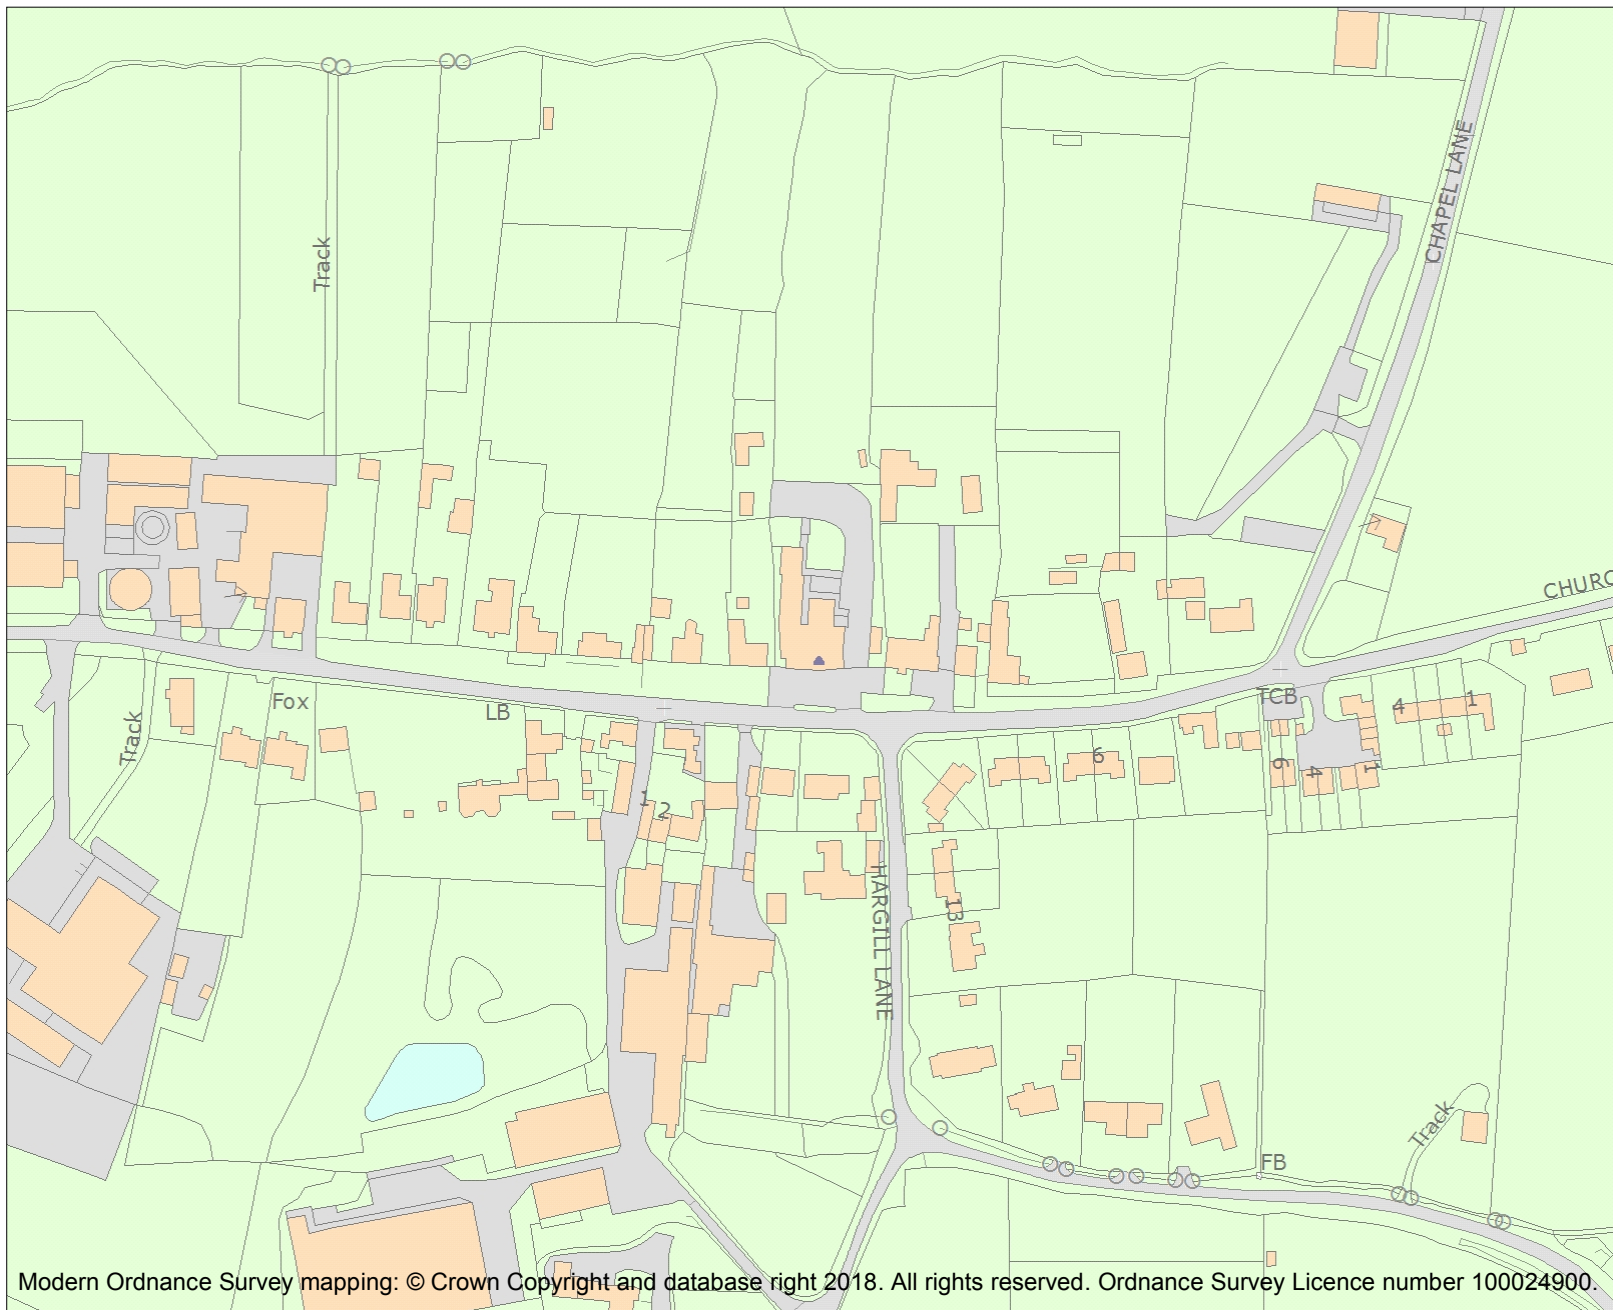 CHAPEL LANE
Track
CHURC
Fox
Track
LB
TCB
4
1
6
6
4
1
1
2
HARGILL LANE
13
Track
FB
Modern Ordnance Survey mapping: © Crown Copyright and database right 2018. All rights reserved. Ordnance Survey Licence number 100024900.